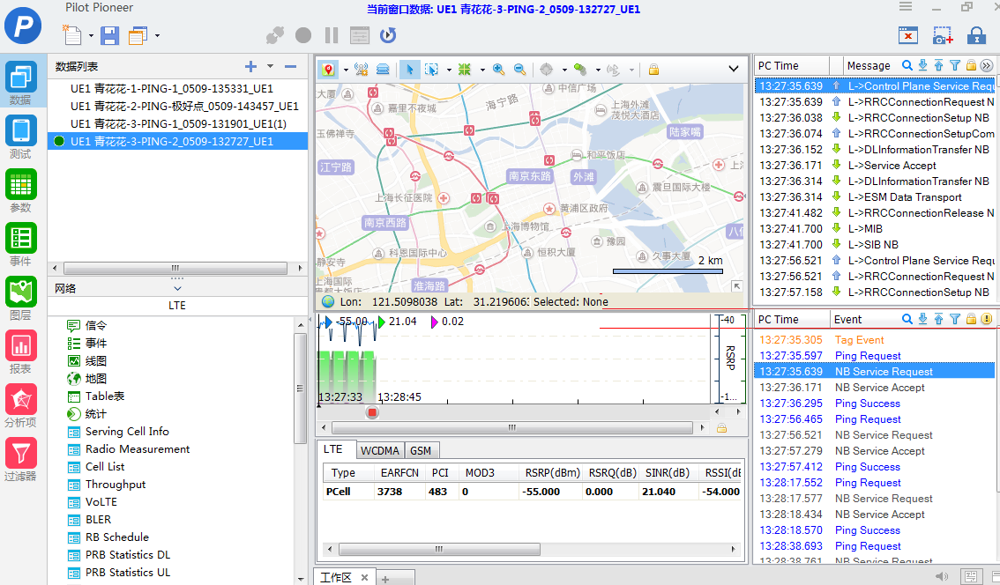 Pilot Pioneer
当前窗口数据: UE1 青花花-3-PING-2_0509-132727_UE1
数据
测试
参数
事件
图层
报表
分析项
过滤器
数据列表
UE1 青花花-1-PING-1_0509-135331_UE1
UE1 青花花-2-PING-极好点_0509-143457_UE1
UE1 青花花-3-PING-1_0509-131901_UE1(1)
UE1 青花花-3-PING-2_0509-132727_UE1
网络
LTE
信令
事件
线图
地图
Table表
统计
Serving Cell Info
Radio Measurement
Cell List
Throughput
VoLTE
BLER
RB Schedule
PRB Statistics DL
PRB Statistics UL
大厦
嘉里不夜城
海宁路
中信广场
外滩茂悦大酒店
上海外滩
陆家嘴
玉佛禅寺
江宁路
和平饭店
南京东路
外滩
震旦国际大楼
上海长征医院
黄浦区政府
南京西路
上海博物馆
豫园
科恩国际中心
恒积大厦
久事大厦
静安寺
上海国际
贵都大饭店
淮海路
2 km
Lon: 121.5098038 Lat: 31.2196063 Selected: None
-55.00 21.04 0.02
-40
RSRP
-1...
13:27:33 13:28:45
LTE WCDMA GSM
Type EARFCN PCI MOD3 RSRP(dBm) RSRQ(dB) SINR(dB) RSSI(dB
PCell 3738 483 0 -55.000 0.000 21.040 -54.000
工作区
PC Time Message
13:27:35.639 L->Control Plane Service Requ
13:27:35.639 L->RRCConnectionRequest N
13:27:36.038 L->RRCConnectionSetup NB
13:27:36.074 L->RRCConnectionSetupCom
13:27:36.152 L->DLInformationTransfer NB
13:27:36.171 L->Service Accept
13:27:36.314 L->DLInformationTransfer NB
13:27:36.314 L->ESM Data Transport
13:27:41.482 L->RRCConnectionRelease N
13:27:41.700 L->MIB
13:27:41.700 L->SIB NB
13:27:56.521 L->Control Plane Service Requ
13:27:56.521 L->RRCConnectionRequest N
13:27:57.158 L->RRCConnectionSetup NB
PC Time Event
13:27:35.305 Tag Event
13:27:35.597 Ping Request
13:27:35.639 NB Service Request
13:27:36.171 NB Service Accept
13:27:36.295 Ping Success
13:27:56.465 Ping Request
13:27:56.521 NB Service Request
13:27:57.279 NB Service Accept
13:27:57.412 Ping Success
13:28:17.552 Ping Request
13:28:17.577 NB Service Request
13:28:18.434 NB Service Accept
13:28:18.570 Ping Success
13:28:38.693 Ping Request
13:28:38.761 NB Service Request